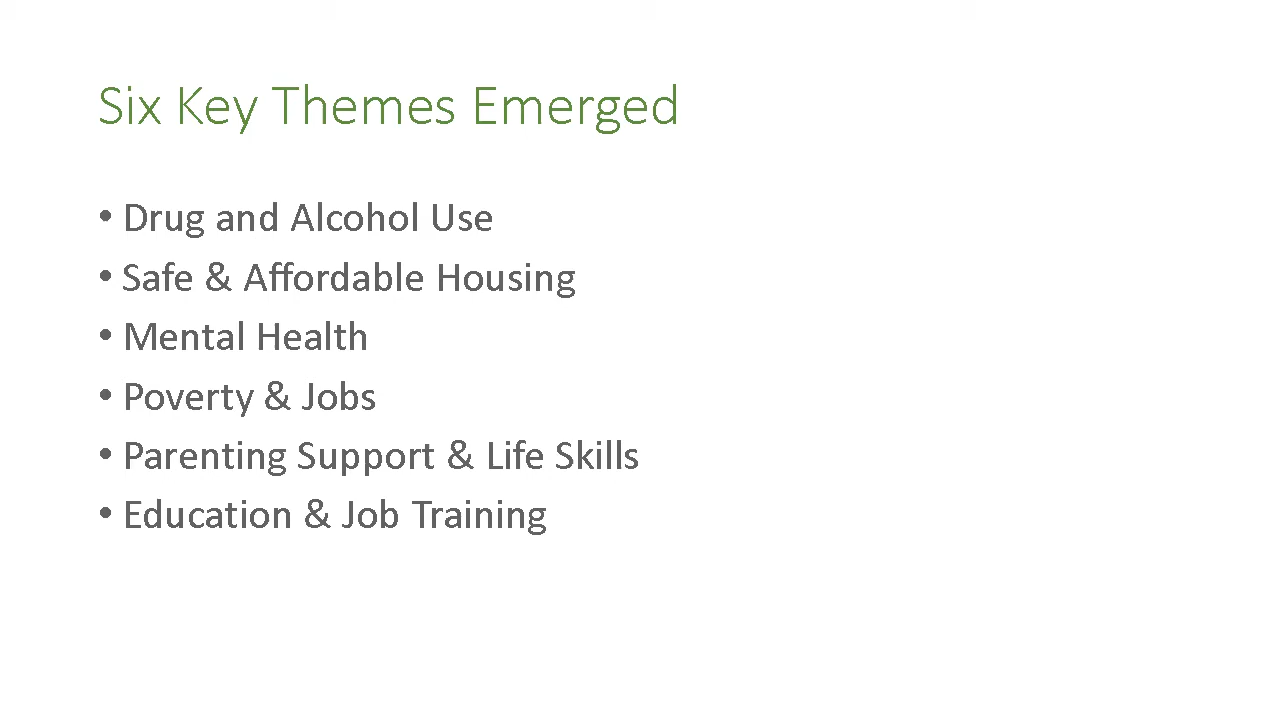 Six Key Themes Emerged
• Drug and Alcohol Use
• Safe & Affordable Housing
• Mental Health
• Poverty & Jobs
• Parenting Support & Life Skills
• Education & Job Training